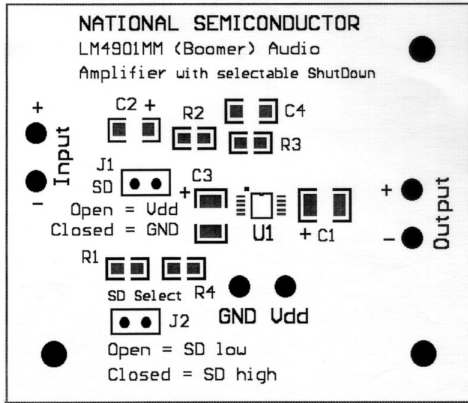 NATIONAL SEMICONDUCTOR
LM4901MM (Boomer) Audio
Amplifier with selectable ShutDown
C2 +
R2
C4
R3
+
Input
-
J1
SD
Open = Vdd
Closed = GND
C3
+
U1
+ C1
+
Output
-
R1
R4
SD Select
J2
GND Vdd
Open = SD low
Closed = SD high